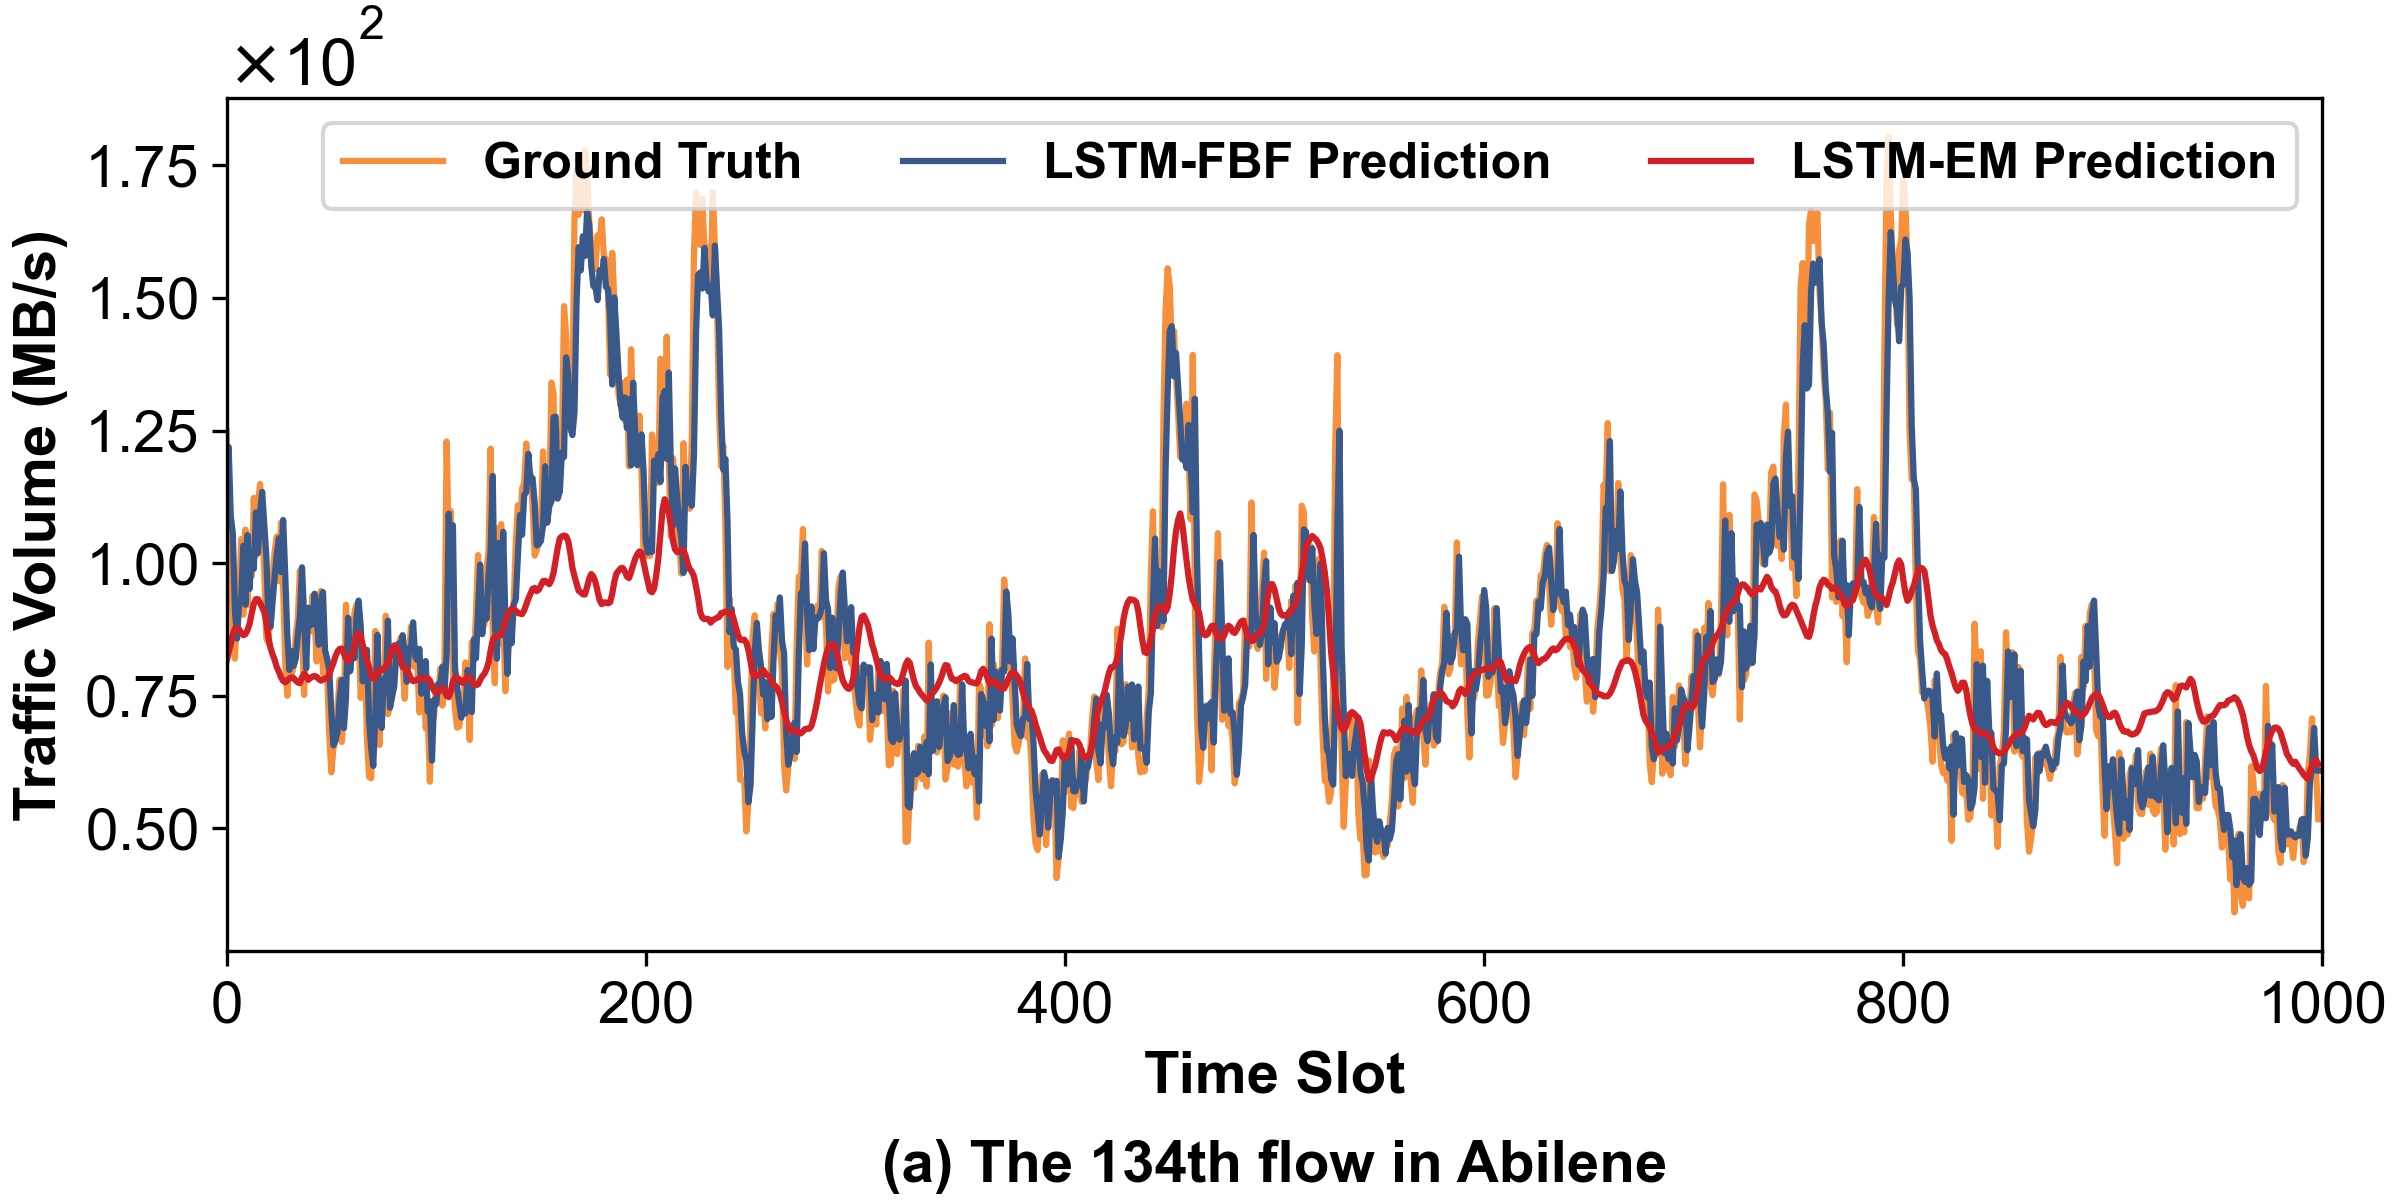 ×10²
Ground Truth LSTM-FBF Prediction LSTM-EM Prediction
1.75
1.50
1.25
1.00
0.75
0.50
Traffic Volume (MB/s)
0 200 400 600 800 1000
Time Slot
(a) The 134th flow in Abilene